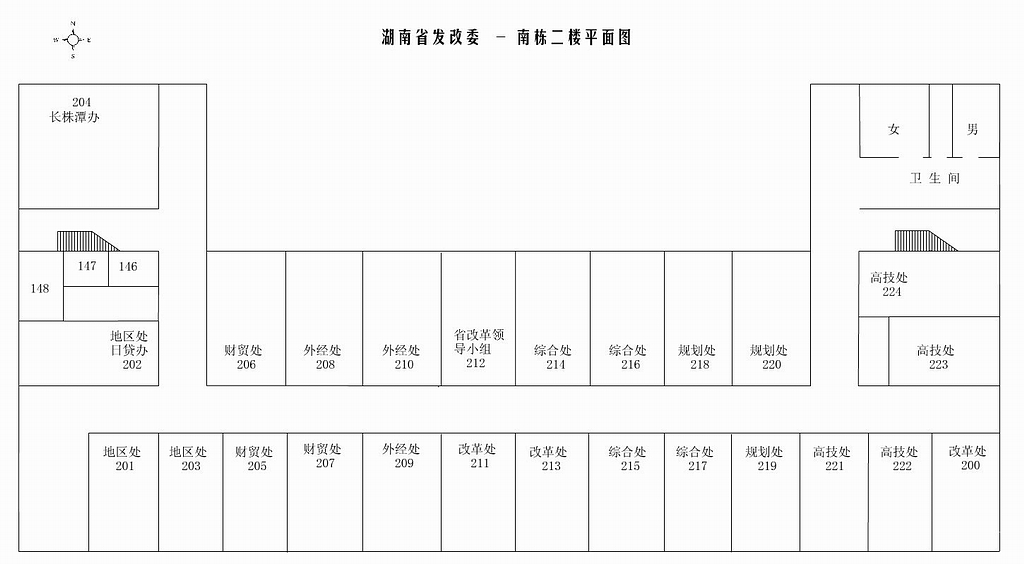 湖南省发改委 - 南栋二楼平面图
N
W E
S
204
长株潭办
女 男
卫生间
147 146
148
地区处
日贷办
202
高技处
224
财贸处
206
外经处
208
外经处
210
省改革领
导小组
212
综合处
214
综合处
216
规划处
218
规划处
220
高技处
223
地区处
201
地区处
203
财贸处
205
财贸处
207
外经处
209
改革处
211
改革处
213
综合处
215
综合处
217
规划处
219
高技处
221
高技处
222
改革处
200